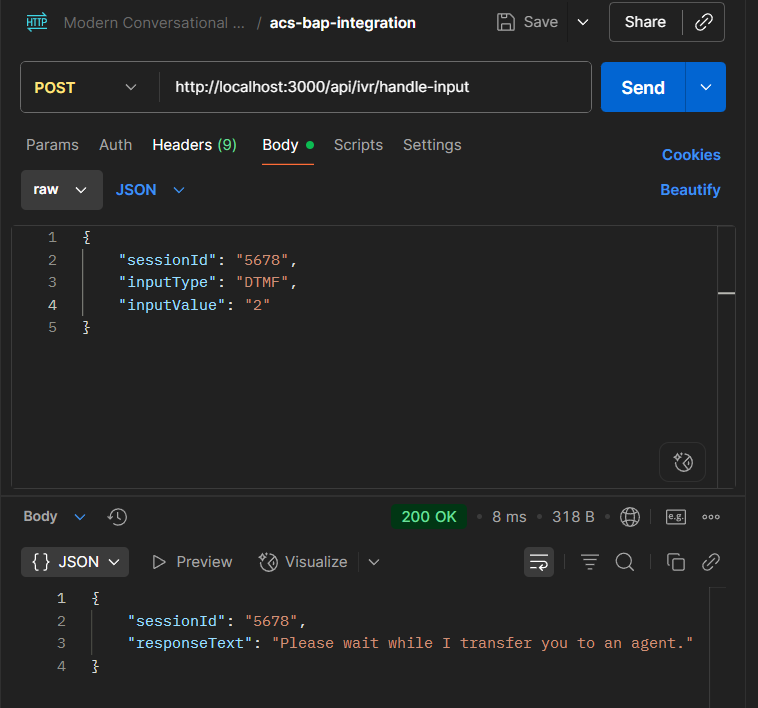 HTTP Modern Conversational ... / acs-bap-integration Save Share
POST http://localhost:3000/api/ivr/handle-input Send
Params Auth Headers (9) Body Scripts Settings
Cookies
raw JSON Beautify
1 {
2 "sessionId": "5678",
3 "inputType": "DTMF",
4 "inputValue": "2"
5 }
Body 200 OK • 8 ms • 318 B • e.g.
{} JSON Preview Visualize
1 {
2 "sessionId": "5678",
3 "responseText": "Please wait while I transfer you to an agent."
4 }